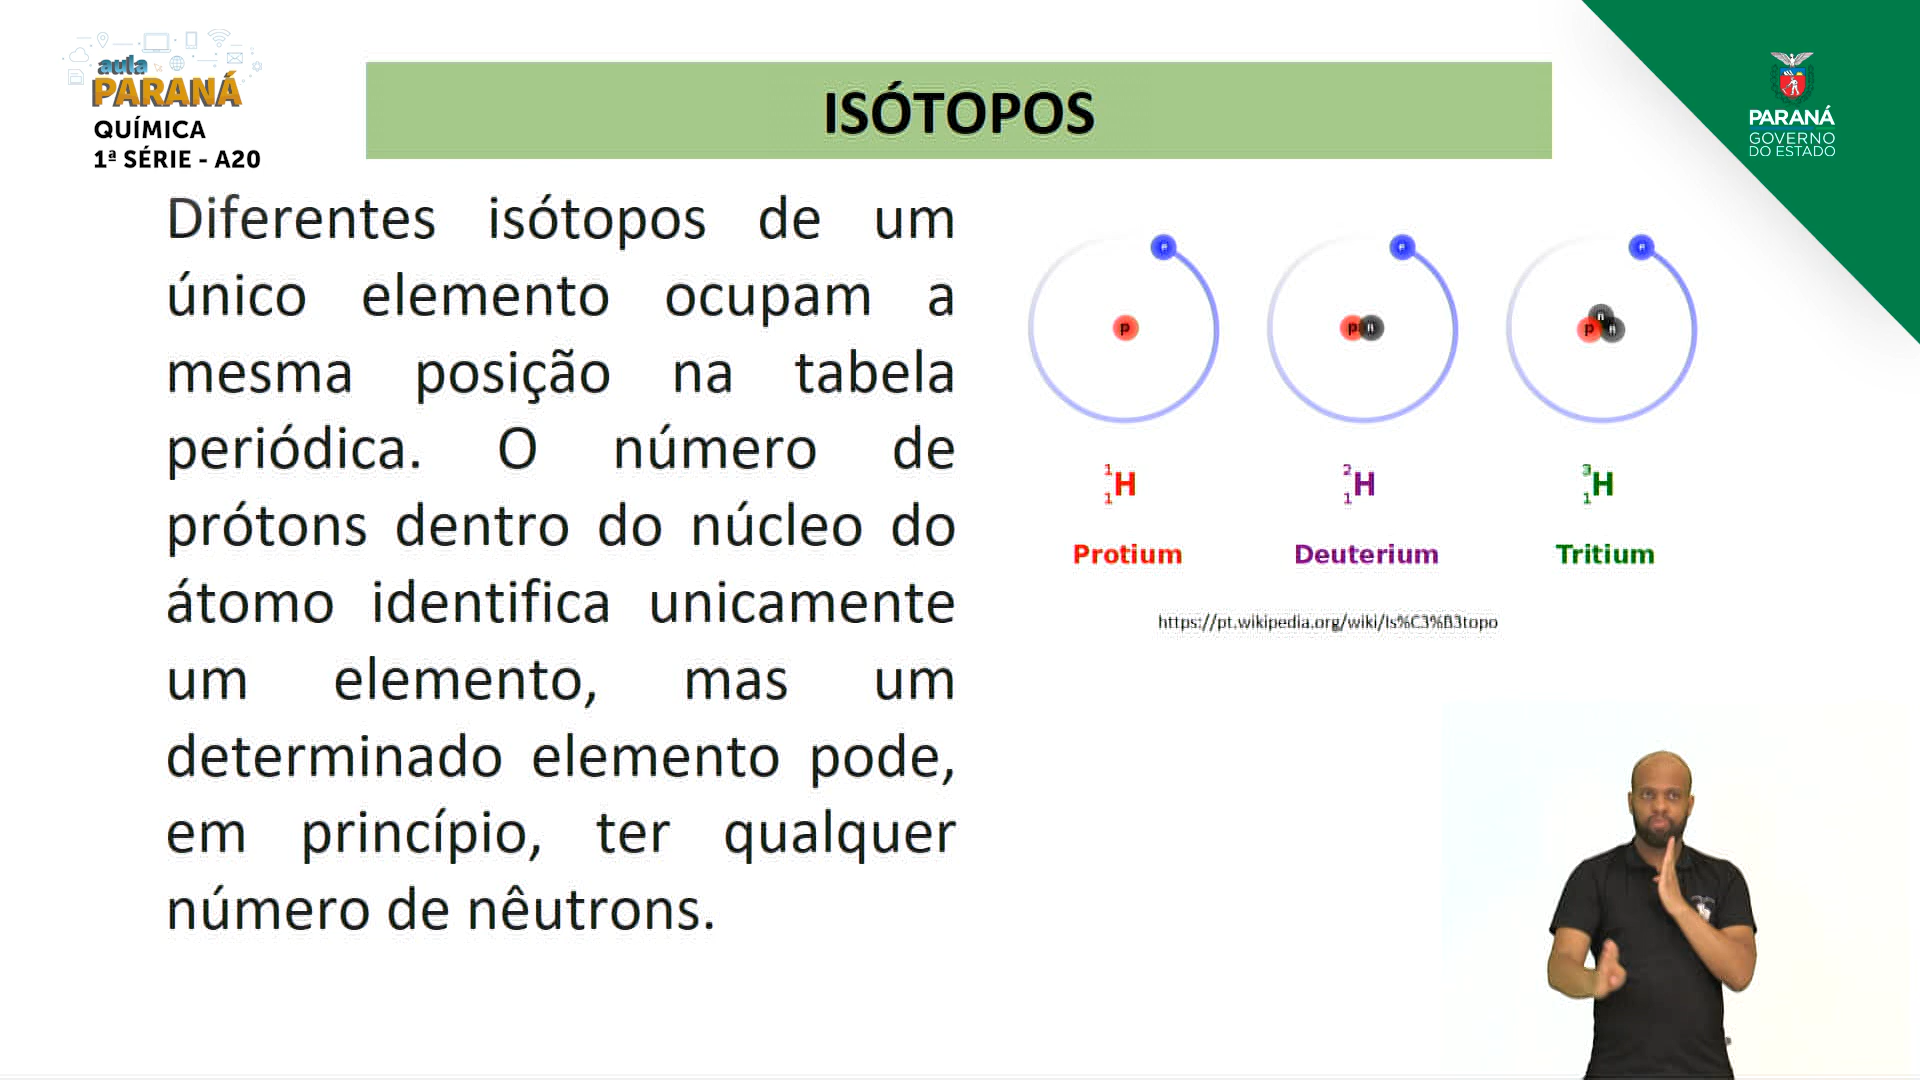 aula
PARANÁ
QUÍMICA
1ª SÉRIE - A20
ISÓTOPOS
PARANÁ
GOVERNO
DO ESTADO
Diferentes isótopos de um
único elemento ocupam a
mesma posição na tabela
periódica. O número de
prótons dentro do núcleo do
átomo identifica unicamente
um elemento, mas um
determinado elemento pode,
em princípio, ter qualquer
número de nêutrons.
e e e
p p n p n n
¹₁H ²₁H ³₁H
Protium Deuterium Tritium
https://pt.wikipedia.org/wiki/Is%C3%B3topo